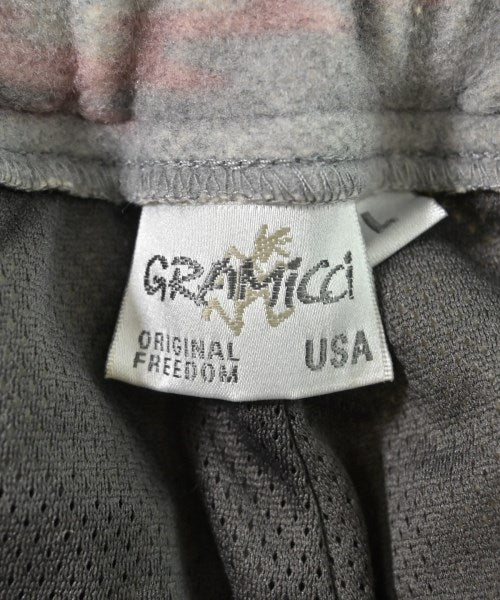 GRAMiCCi
ORIGINAL
FREEDOM
USA
L